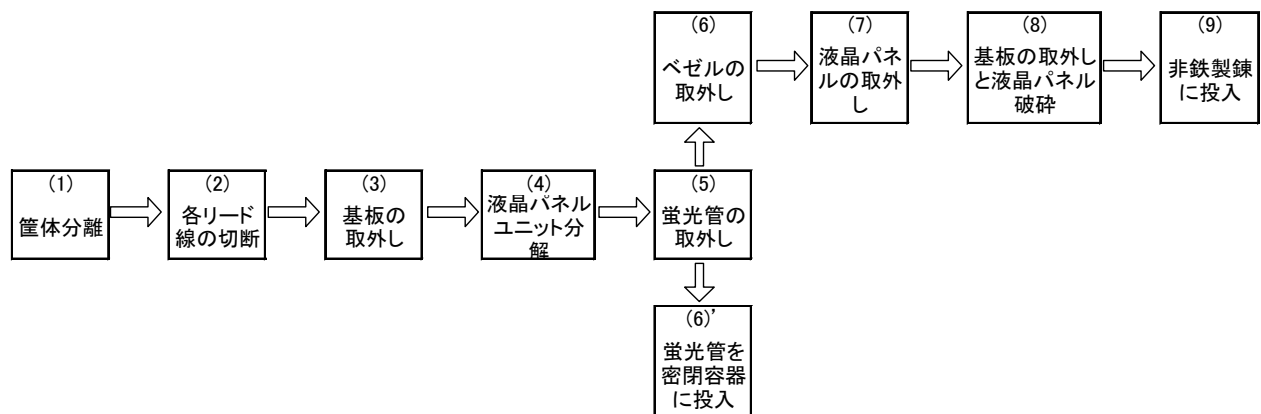 (1)
筐体分離
(2)
各リード
線の切断
(3)
基板の
取外し
(4)
液晶パネル
ユニット分
解
(5)
蛍光管の
取外し
(6)
ベゼルの
取外し
(7)
液晶パネ
ルの取外
し
(8)
基板の取外し
と液晶パネル
破砕
(9)
非鉄製錬
に投入
(6)’
蛍光管を
密閉容器
に投入